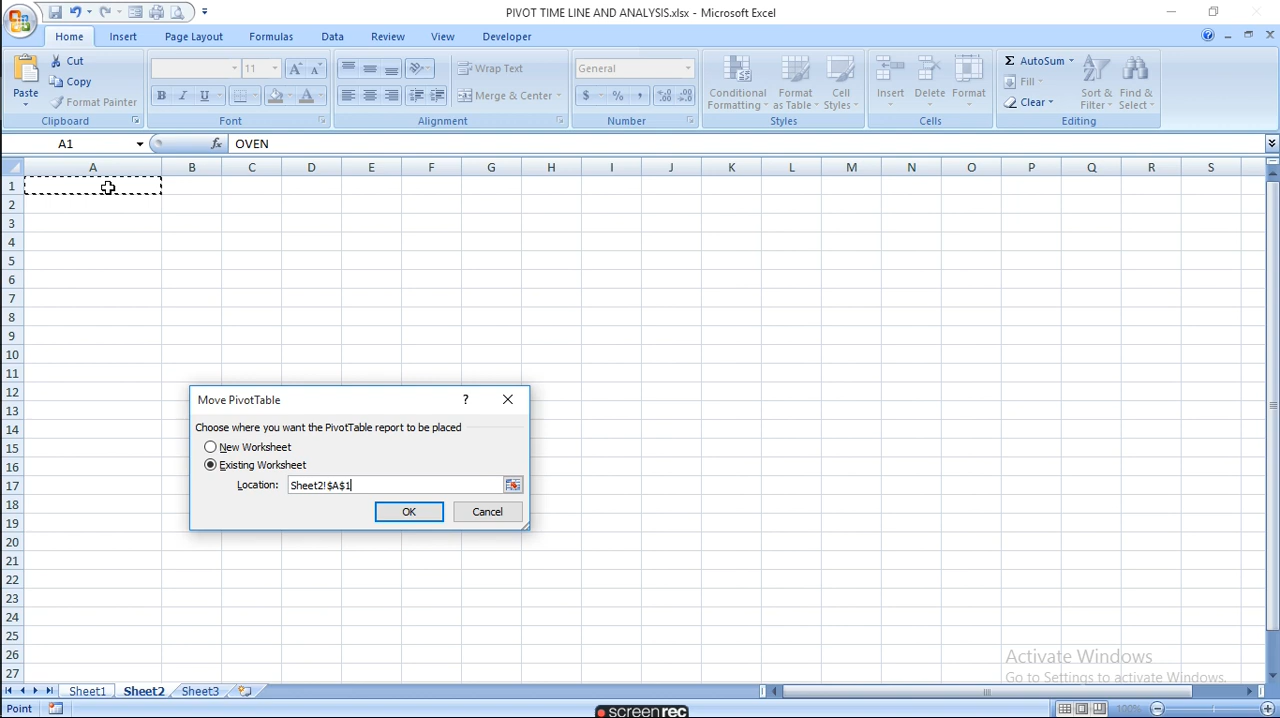 PIVOT TIME LINE AND ANALYSIS.xlsx - Microsoft Excel
Home Insert Page Layout Formulas Data Review View Developer
Paste
Cut
Copy
Format Painter
Clipboard
11 A A
B I U A
Font
Wrap Text
Merge & Center
Alignment
General
$ % ,
Number
Conditional Formatting
Format as Table
Cell Styles
Styles
Insert Delete Format
Cells
Σ AutoSum
Fill
Clear
Sort & Filter
Find & Select
Editing
A1 fx OVEN
A B C D E F G H I J K L M N O P Q R S
1
2
3
4
5
6
7
8
9
10
11
12
13
14
15
16
17
18
19
20
21
22
23
24
25
26
27
Move PivotTable ?
Choose where you want the PivotTable report to be placed
New Worksheet
Existing Worksheet
Location: Sheet2!$A$1
OK Cancel
Activate Windows
Go to Settings to activate Windows.
Sheet1 Sheet2 Sheet3
Point 100%
screenrec